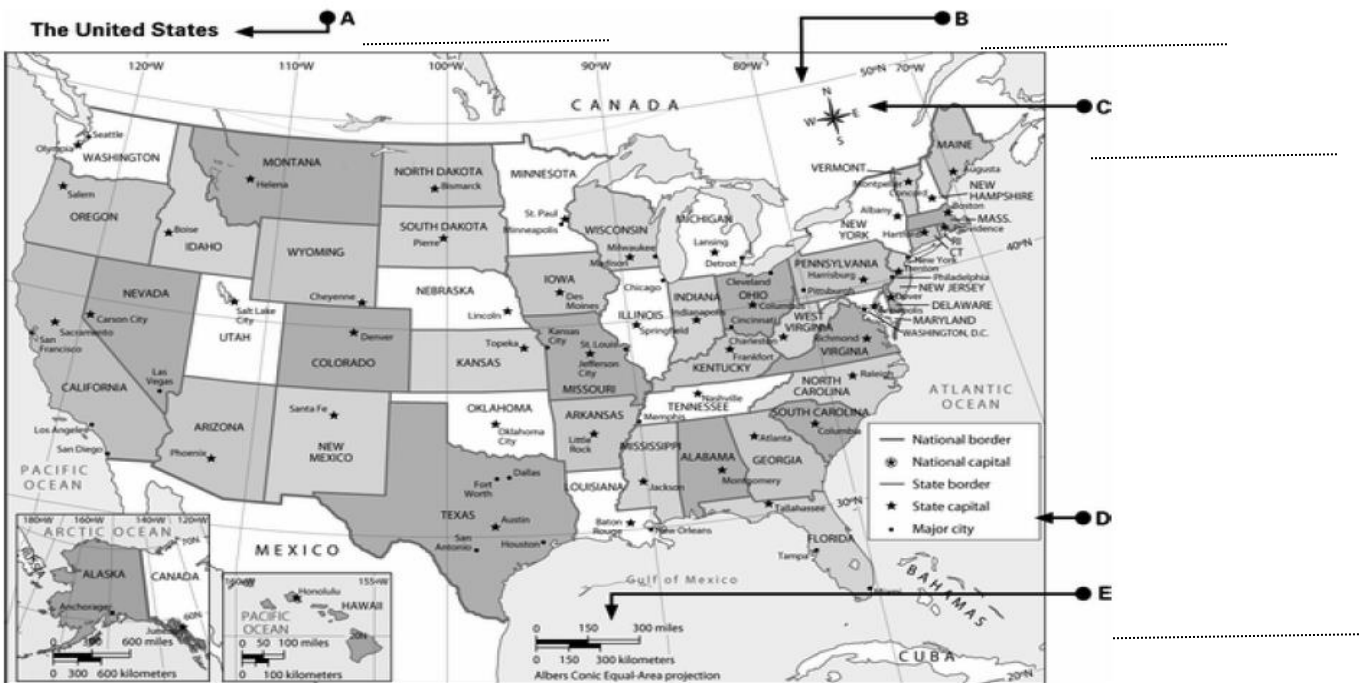 A
B
The United States
120°W
110°W
100°W
90°W
80°W
50°N
70°W
CANADA
C
N
W
E
S
Seattle
Olympia
WASHINGTON
MONTANA
Helena
NORTH DAKOTA
Bismarck
MINNESOTA
St. Paul
Minneapolis
VERMONT
Montpelier
MAINE
Augusta
Concord
NEW
HAMPSHIRE
Boston
MASS.
Providence
RI
CT
40°N
Salem
OREGON
Boise
IDAHO
WYOMING
Cheyenne
SOUTH DAKOTA
Pierre
WISCONSIN
Milwaukee
Madison
MICHIGAN
Lansing
Detroit
Albany
NEW
YORK
Hartford
New York
Trenton
Philadelphia
NEW JERSEY
Dover
DELAWARE
Annapolis
MARYLAND
WASHINGTON, D.C.
NEVADA
Carson City
Sacramento
San
Francisco
CALIFORNIA
Las
Vegas
Los Angeles
San Diego
Salt Lake
City
UTAH
Denver
COLORADO
NEBRASKA
Lincoln
IOWA
Des
Moines
Chicago
ILLINOIS
Springfield
INDIANA
Indianapolis
Cleveland
OHIO
Columbus
Cincinnati
PENNSYLVANIA
Harrisburg
Pittsburgh
WEST
VIRGINIA
Charleston
Richmond
VIRGINIA
Topeka
KANSAS
Kansas
City
St. Louis
Jefferson
City
MISSOURI
Frankfort
KENTUCKY
NORTH
CAROLINA
Raleigh
ARIZONA
Phoenix
Santa Fe
NEW
MEXICO
OKLAHOMA
Oklahoma
City
ARKANSAS
Little
Rock
Nashville
TENNESSEE
Memphis
SOUTH CAROLINA
Columbia
ATLANTIC
OCEAN
MISSISSIPPI
Jackson
ALABAMA
Montgomery
Atlanta
GEORGIA
Dallas
Fort
Worth
TEXAS
Austin
San
Antonio
Houston
LOUISIANA
Baton
Rouge
New Orleans
Tallahassee
FLORIDA
Tampa
Miami
30°N
National border
National capital
State border
State capital
Major city
D
PACIFIC
OCEAN
MEXICO
Gulf of Mexico
BAHAMAS
CUBA
20°N
E
180°W
160°W
140°W
120°W
ARCTIC OCEAN
70°N
RUSSIA
ALASKA
CANADA
Anchorage
Juneau
60°N
0 300 600 miles
0 300 600 kilometers
160°W
155°W
Honolulu
HAWAII
PACIFIC
OCEAN
20°N
0 50 100 miles
0 100 kilometers
0 150 300 miles
0 150 300 kilometers
Albers Conic Equal-Area projection